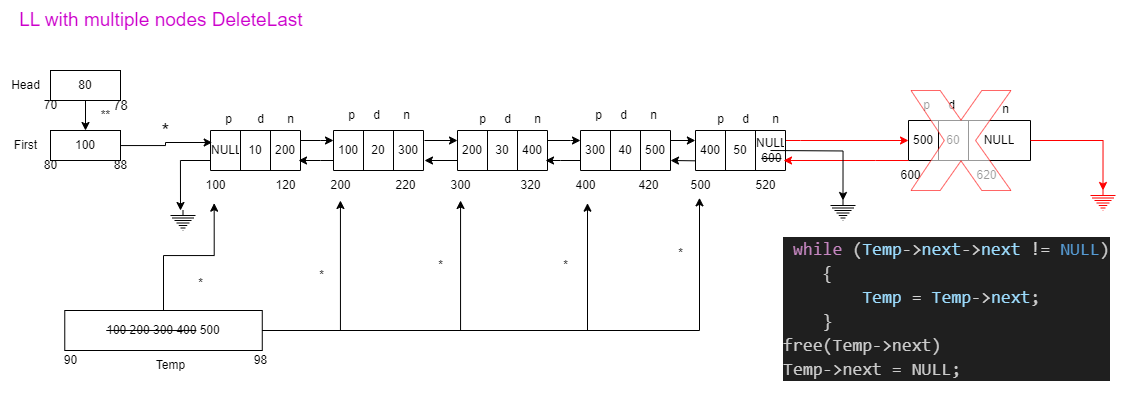 LL with multiple nodes DeleteLast
Head 80
70 78
**
First 100
80 88
*
p d n
NULL 10 200
100 120
p d n
100 20 300
200 220
p d n
200 30 400
300 320
p d n
300 40 500
400 420
p d n
400 50 NULL
600
500 520
p d n
500 60 NULL
600 620
* * * * *
100 200 300 400 500
90 98
Temp
while (Temp->next->next != NULL)
{
Temp = Temp->next;
}
free(Temp->next)
Temp->next = NULL;